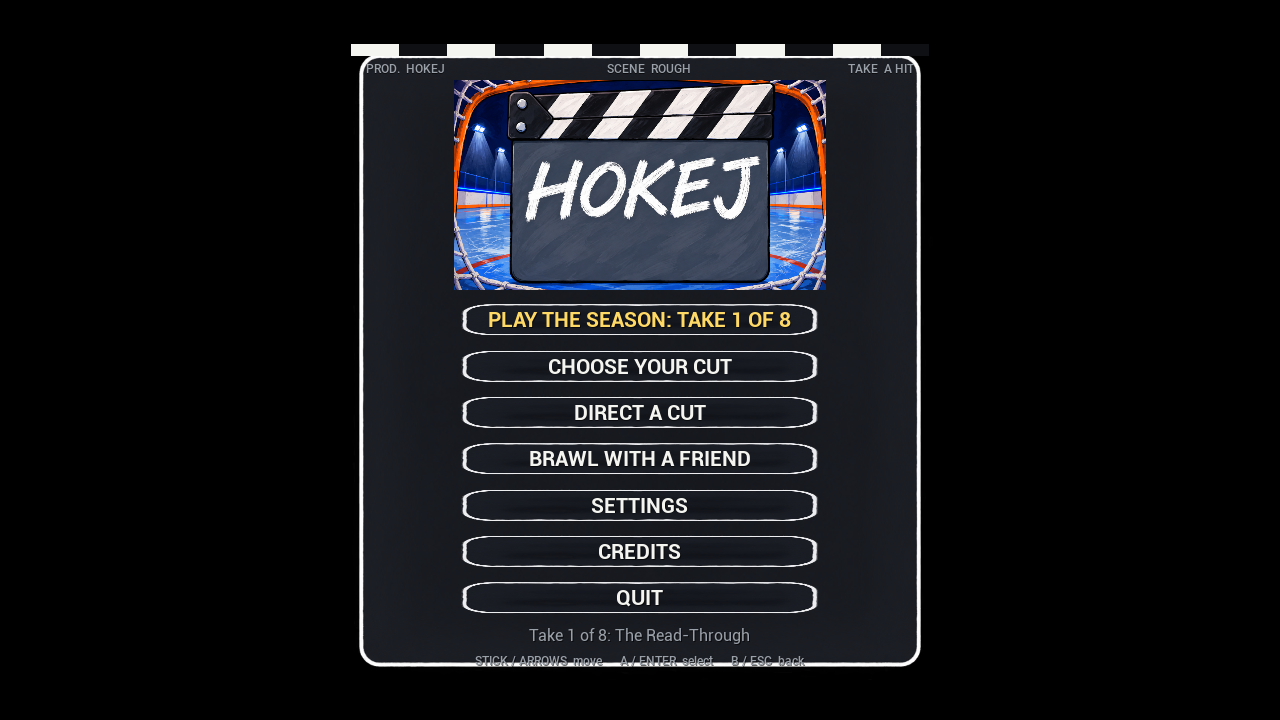 PROD. HOKEJ SCENE ROUGH TAKE A HIT
HOKEJ
PLAY THE SEASON: TAKE 1 OF 8
CHOOSE YOUR CUT
DIRECT A CUT
BRAWL WITH A FRIEND
SETTINGS
CREDITS
QUIT
Take 1 of 8: The Read-Through
STICK / ARROWS move A / ENTER select B / ESC back